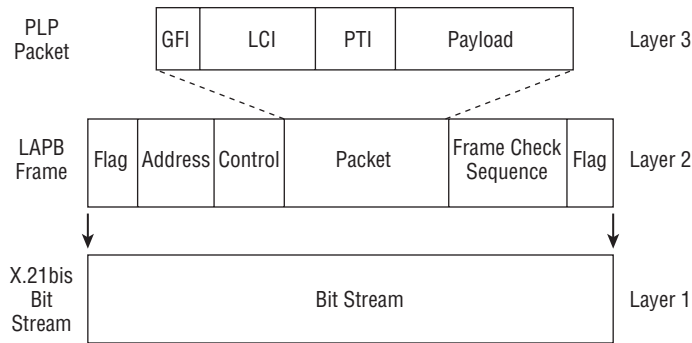 PLP
Packet
GFI
LCI
PTI
Payload
Layer 3
LAPB
Frame
Flag
Address
Control
Packet
Frame Check
Sequence
Flag
Layer 2
X.21bis
Bit
Stream
Bit Stream
Layer 1